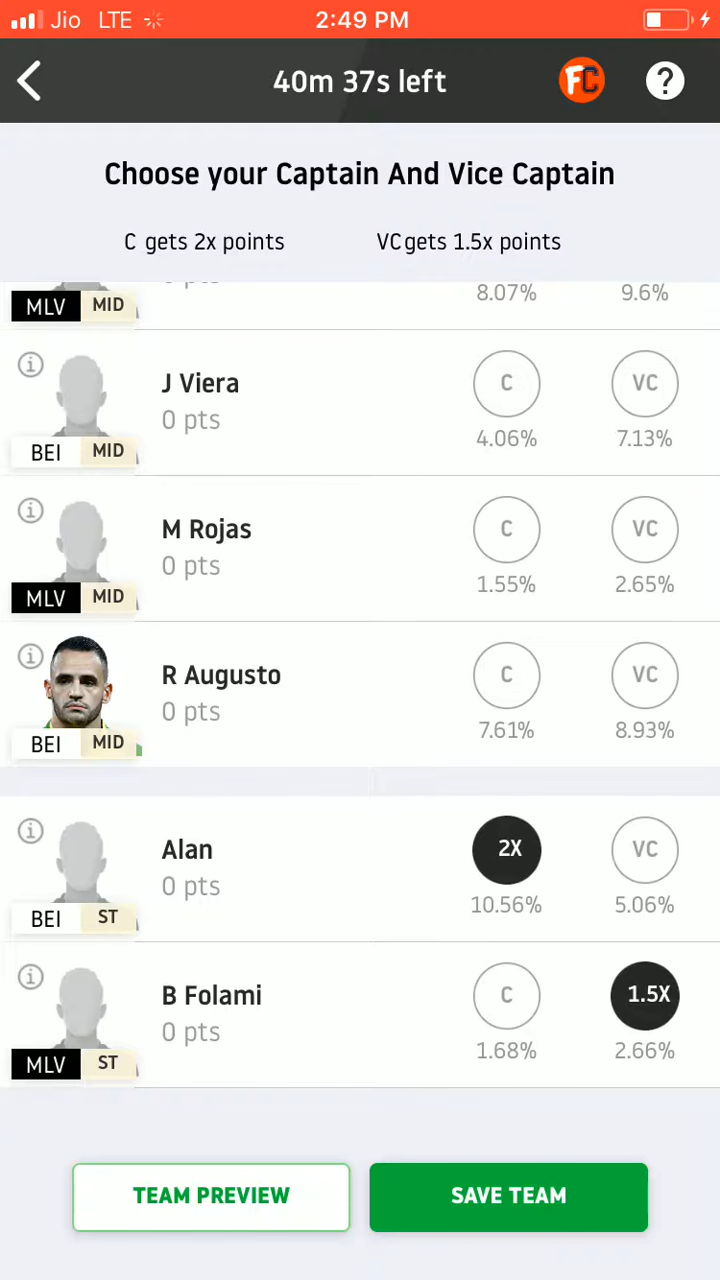 Jio LTE 2:49 PM
40m 37s left FC ?
Choose your Captain And Vice Captain
C gets 2x points VC gets 1.5x points
MLV MID 8.07% 9.6%
J Viera C VC
0 pts
BEI MID 4.06% 7.13%
M Rojas C VC
0 pts
MLV MID 1.55% 2.65%
R Augusto C VC
0 pts
BEI MID 7.61% 8.93%
Alan 2X VC
0 pts
BEI ST 10.56% 5.06%
B Folami C 1.5X
0 pts
MLV ST 1.68% 2.66%
TEAM PREVIEW SAVE TEAM